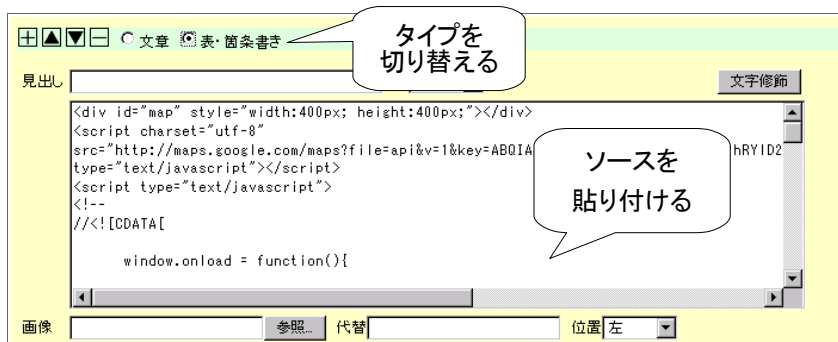 文章 表・箇条書き
タイプを
切り替える
見出し
文字修飾
<div id="map" style="width:400px; height:400px;"></div>
<script charset="utf-8"
src="http://maps.google.com/maps?file=api&v=1&key=ABQIA hRYID2
type="text/javascript"></script>
<script type="text/javascript">
<!--
//<![CDATA[
window.onload = function(){
ソースを
貼り付ける
画像 参照... 代替 位置 左